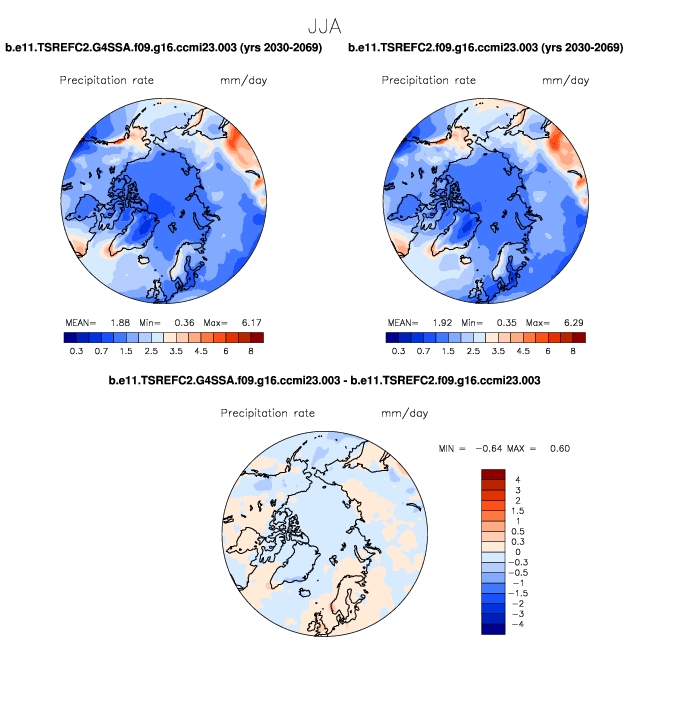 JJA
b.e11.TSREFC2.G4SSA.f09.g16.ccmi23.003 (yrs 2030-2069) b.e11.TSREFC2.f09.g16.ccmi23.003 (yrs 2030-2069)
Precipitation rate mm/day Precipitation rate mm/day
MEAN= 1.88 Min= 0.36 Max= 6.17 MEAN= 1.92 Min= 0.35 Max= 6.29
0.3 0.7 1.5 2.5 3.5 4.5 6 8 0.3 0.7 1.5 2.5 3.5 4.5 6 8
b.e11.TSREFC2.G4SSA.f09.g16.ccmi23.003 - b.e11.TSREFC2.f09.g16.ccmi23.003
Precipitation rate mm/day
MIN = -0.64 MAX = 0.60
4
3
2
1.5
1
0.5
0.3
0
-0.3
-0.5
-1
-1.5
-2
-3
-4